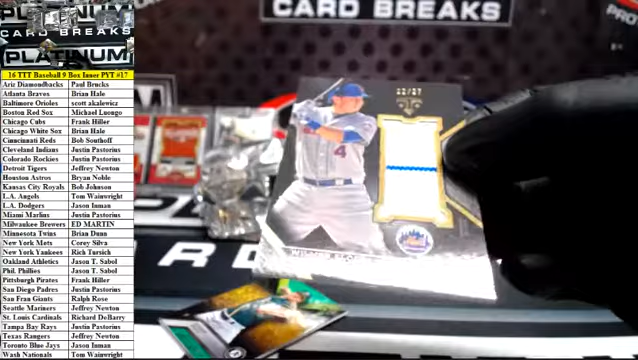 PLATINUM
CARD BREAKS
PLATINUM
CARD BREAKS
16 TTT Baseball 9 Box Inner PYT #17
Ariz Diamondbacks Paul Brucks
Atlanta Braves Brian Hale
Baltimore Orioles scott akalewicz
Boston Red Sox Michael Luongo
Chicago Cubs Frank Hiller
Chicago White Sox Brian Hale
Cinncinati Reds Bob Southoff
Cleveland Indians Justin Pastorius
Colorado Rockies Justin Pastorius
Detroit Tigers Jeffrey Newton
Houston Astros Bryan Noble
Kansas City Royals Bob Johnson
L.A. Angels Tom Wainwright
L.A. Dodgers Jason Inman
Miami Marlins Justin Pastorius
Milwaukee Brewers ED MARTIN
Minnesota Twins Brian Dunn
New York Mets Corey Silva
New York Yankees Rich Tursich
Oakland Athletics Jason T. Sabol
Phil. Phillies Jason T. Sabol
Pittsburgh Pirates Frank Hiller
San Diego Padres Justin Pastorius
San Fran Giants Ralph Rose
Seattle Mariners Jeffrey Newton
St. Louis Cardinals Richard DeBarry
Tampa Bay Rays Justin Pastorius
Texas Rangers Jeffrey Newton
Toronto Blue Jays Jason Inman
Wash Nationals Tom Wainwright
4